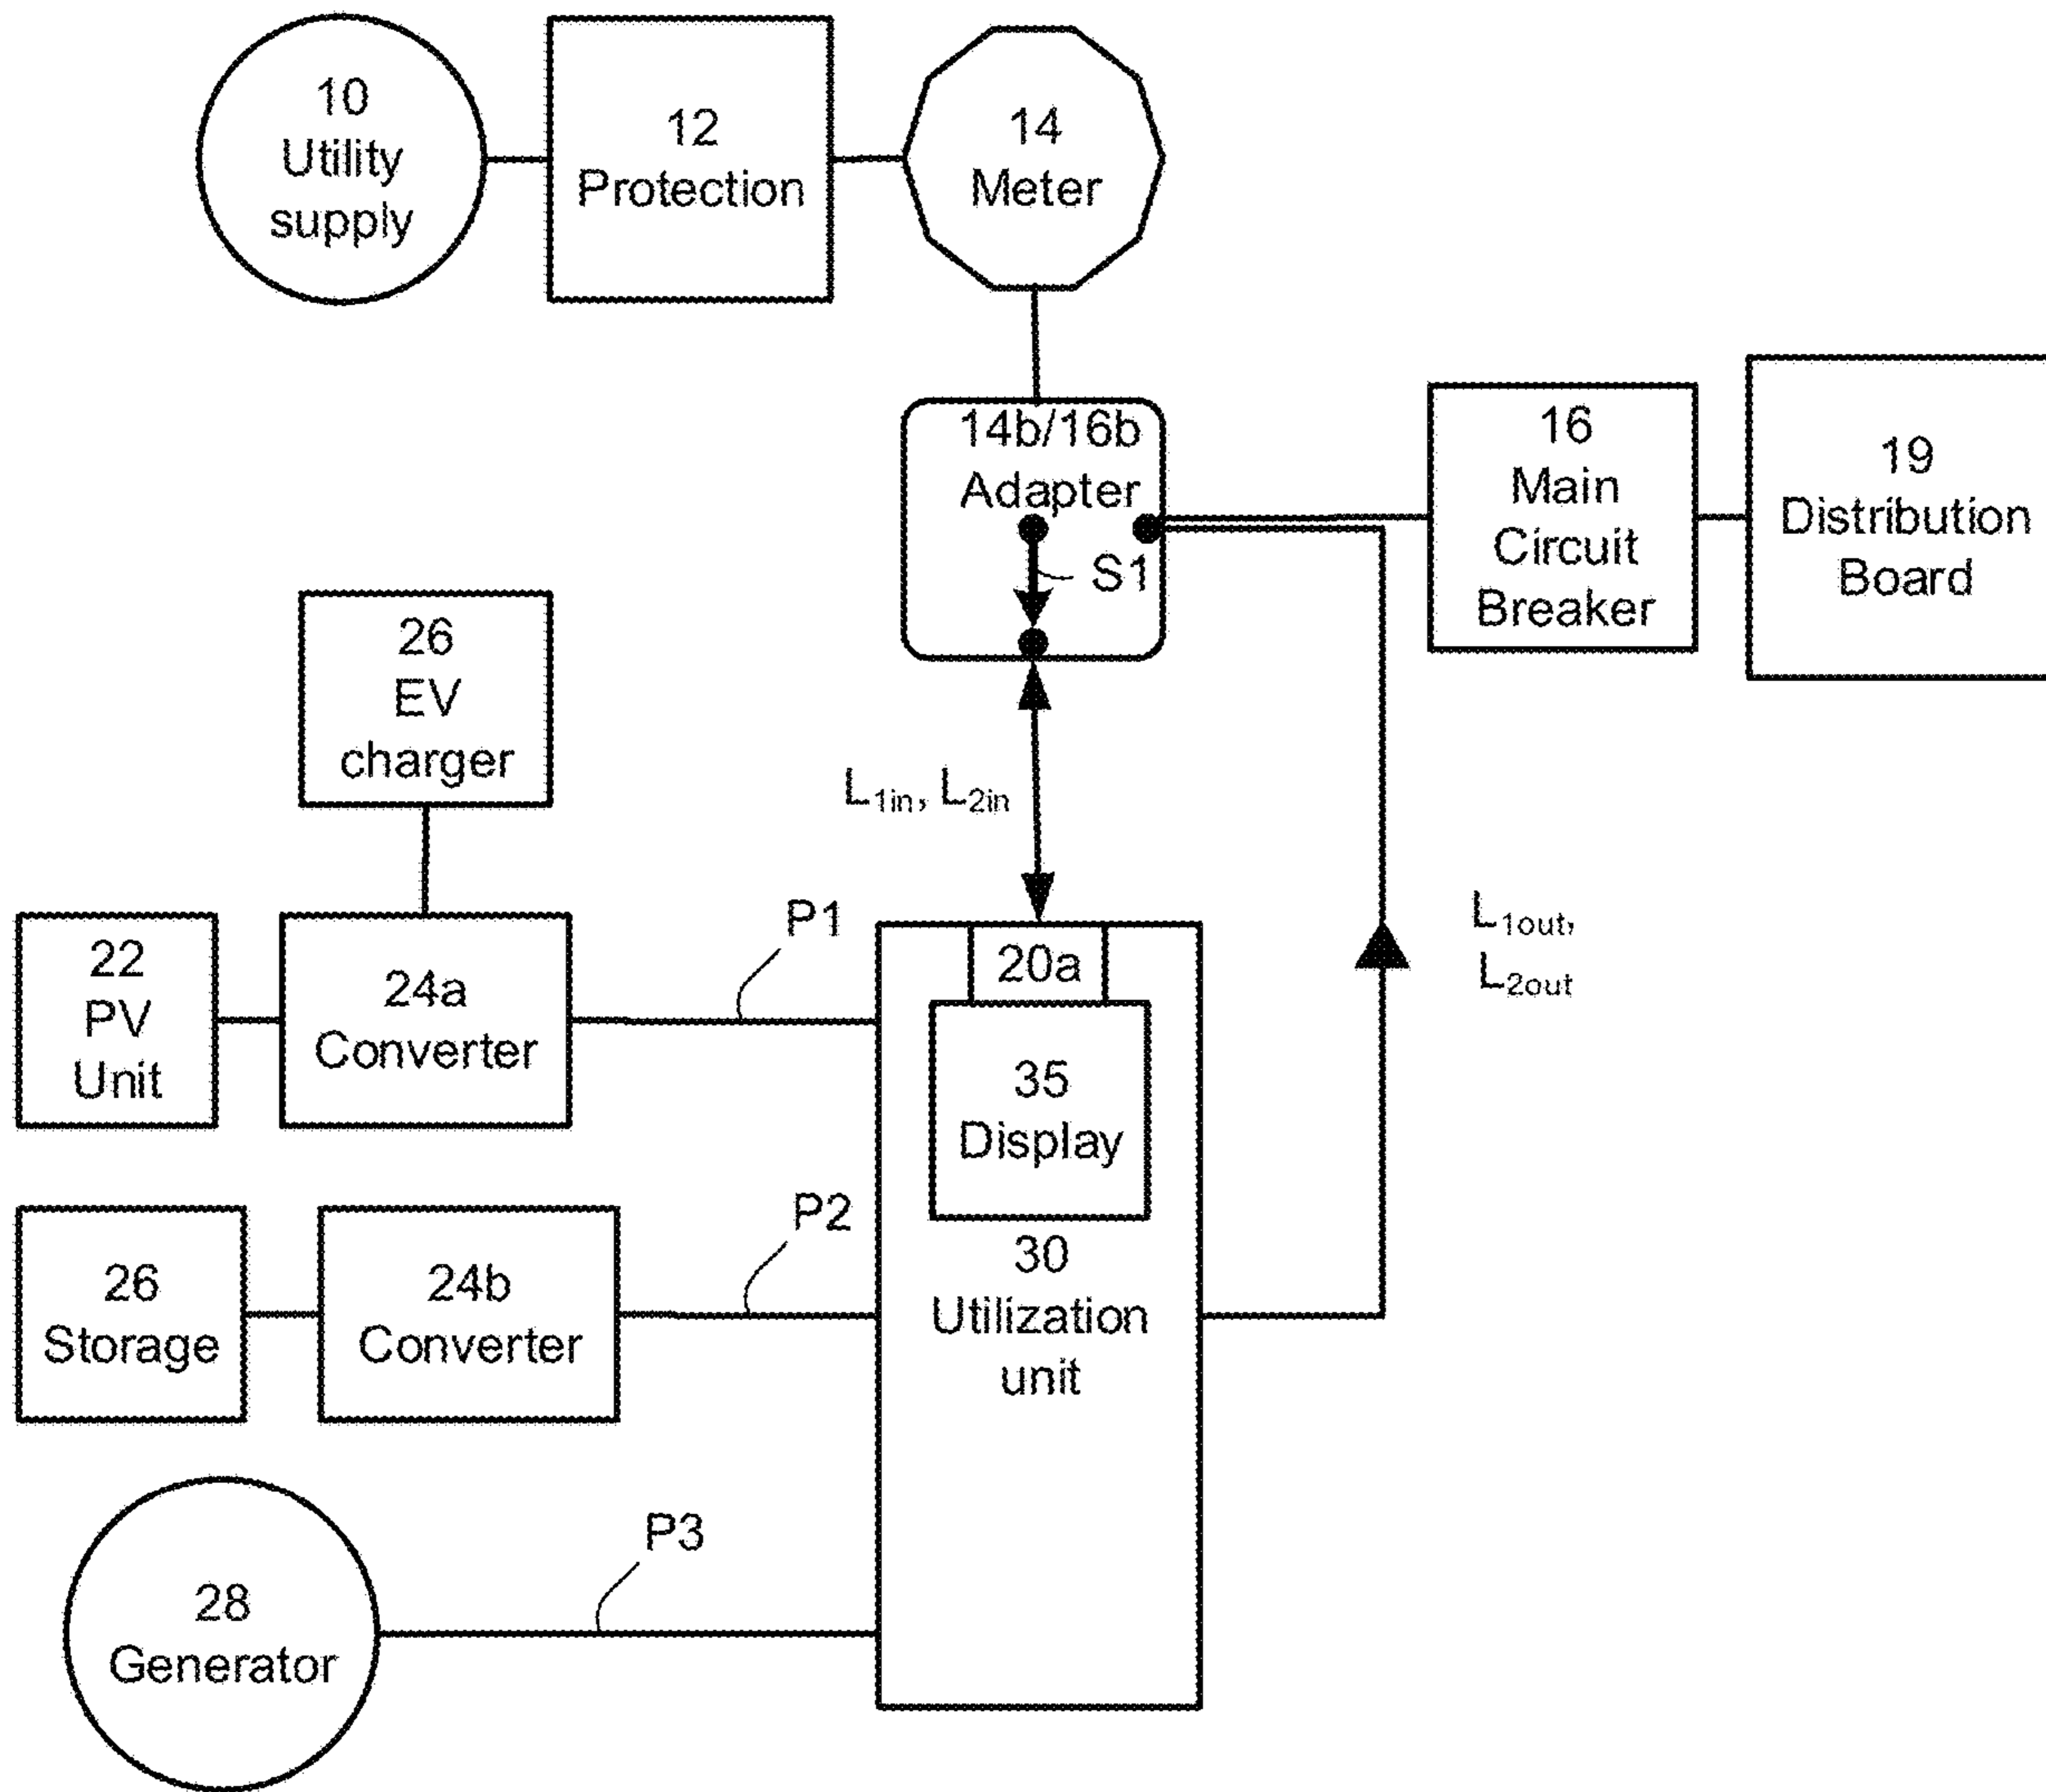 10
Utility
supply
12
Protection
14
Meter
14b/16b
Adapter
S1
16
Main
Circuit
Breaker
19
Distribution
Board
26
EV
charger
L1in, L2in
L1out,
L2out
22
PV
Unit
24a
Converter
P1
20a
35
Display
30
Utilization
unit
P2
26
Storage
24b
Converter
P3
28
Generator